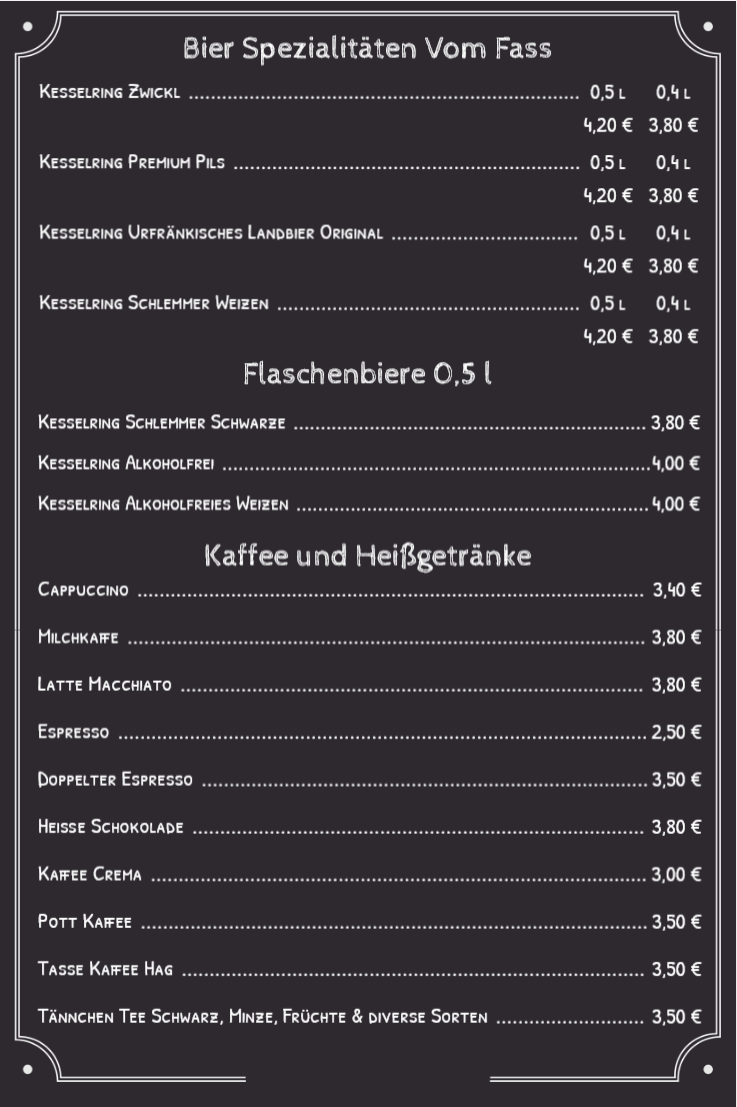 Bier Spezialitäten Vom Fass
Kesselring Zwickl ........................................................................ 0,5 l 0,4 l
4,20 € 3,80 €
Kesselring Premium Pils ............................................................... 0,5 l 0,4 l
4,20 € 3,80 €
Kesselring Urfränkisches Landbier Original .................................. 0,5 l 0,4 l
4,20 € 3,80 €
Kesselring Schlemmer Weizen ....................................................... 0,5 l 0,4 l
4,20 € 3,80 €
Flaschenbiere 0,5 l
Kesselring Schlemmer Schwarze ................................................................ 3,80 €
Kesselring Alkoholfrei ..............................................................................4,00 €
Kesselring Alkoholfreies Weizen ................................................................4,00 €
Kaffee und Heißgetränke
Cappuccino ............................................................................................ 3,40 €
Milchkaffe .............................................................................................. 3,80 €
Latte Macchiato .................................................................................... 3,80 €
Espresso ................................................................................................ 2,50 €
Doppelter Espresso ................................................................................. 3,50 €
Heisse Schokolade .................................................................................. 3,80 €
Kaffee Crema .......................................................................................... 3,00 €
Pott Kaffee ............................................................................................ 3,50 €
Tasse Kaffee Hag .................................................................................... 3,50 €
Tännchen Tee Schwarz, Minze, Früchte & diverse Sorten ........................... 3,50 €